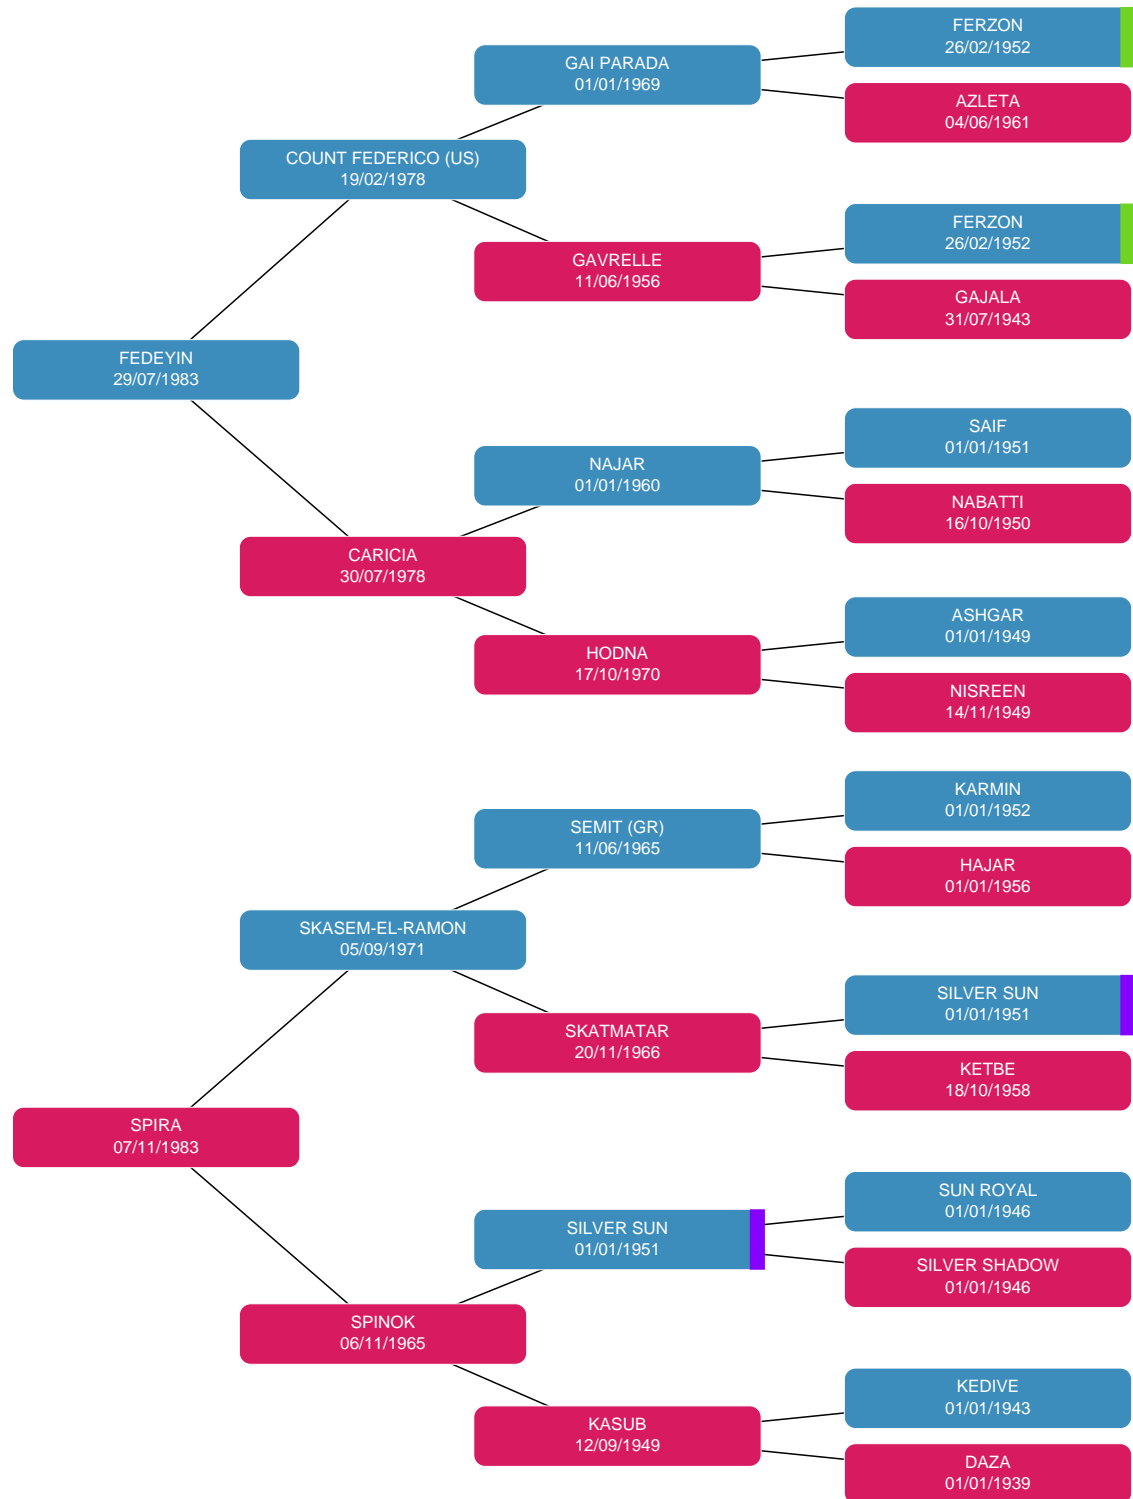 FERZON
26/02/1952
GAI PARADA
01/01/1969
AZLETA
04/06/1961
COUNT FEDERICO (US)
19/02/1978
FERZON
26/02/1952
GAVRELLE
11/06/1956
GAJALA
31/07/1943
FEDEYIN
29/07/1983
SAIF
01/01/1951
NAJAR
01/01/1960
NABATTI
16/10/1950
CARICIA
30/07/1978
ASHGAR
01/01/1949
HODNA
17/10/1970
NISREEN
14/11/1949
KARMIN
01/01/1952
SEMIT (GR)
11/06/1965
HAJAR
01/01/1956
SKASEM-EL-RAMON
05/09/1971
SILVER SUN
01/01/1951
SKATMATAR
20/11/1966
KETBE
18/10/1958
SPIRA
07/11/1983
SUN ROYAL
01/01/1946
SILVER SUN
01/01/1951
SILVER SHADOW
01/01/1946
SPINOK
06/11/1965
KEDIVE
01/01/1943
KASUB
12/09/1949
DAZA
01/01/1939